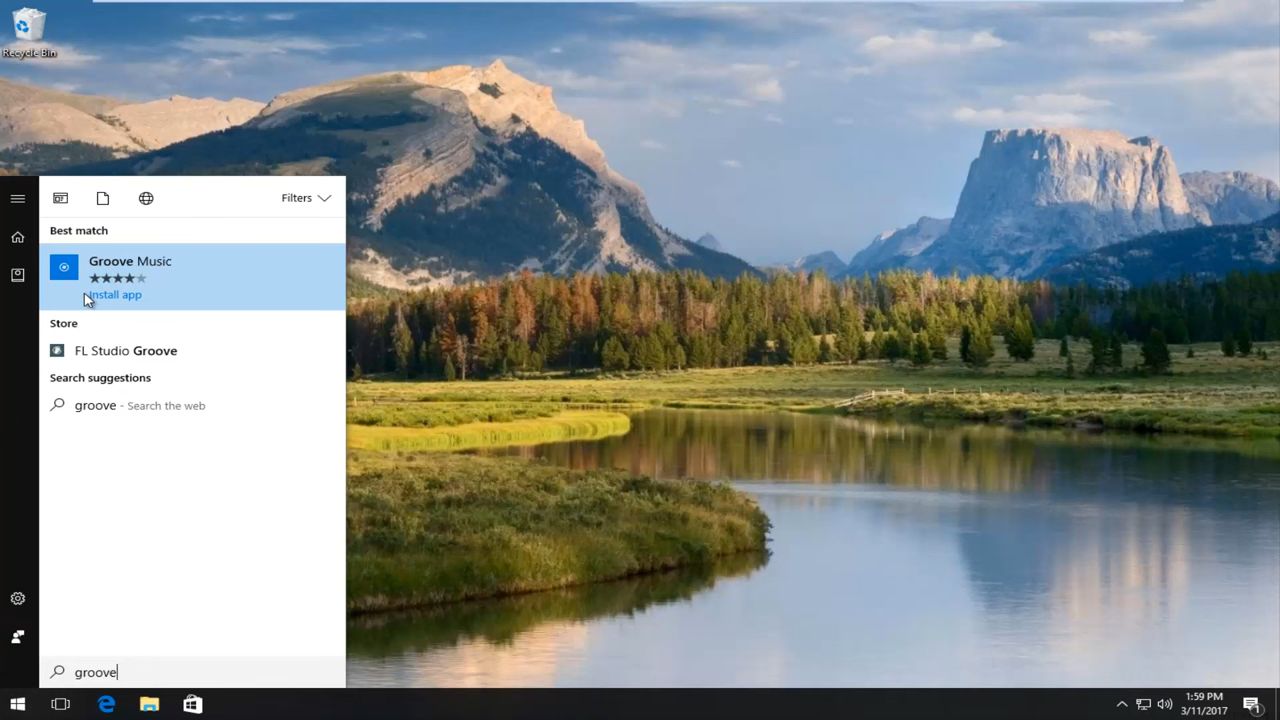 Recycle Bin
Filters
Best match
Groove Music
Install app
Store
FL Studio Groove
Search suggestions
groove - Search the web
groove
1:59 PM
3/11/2017
1